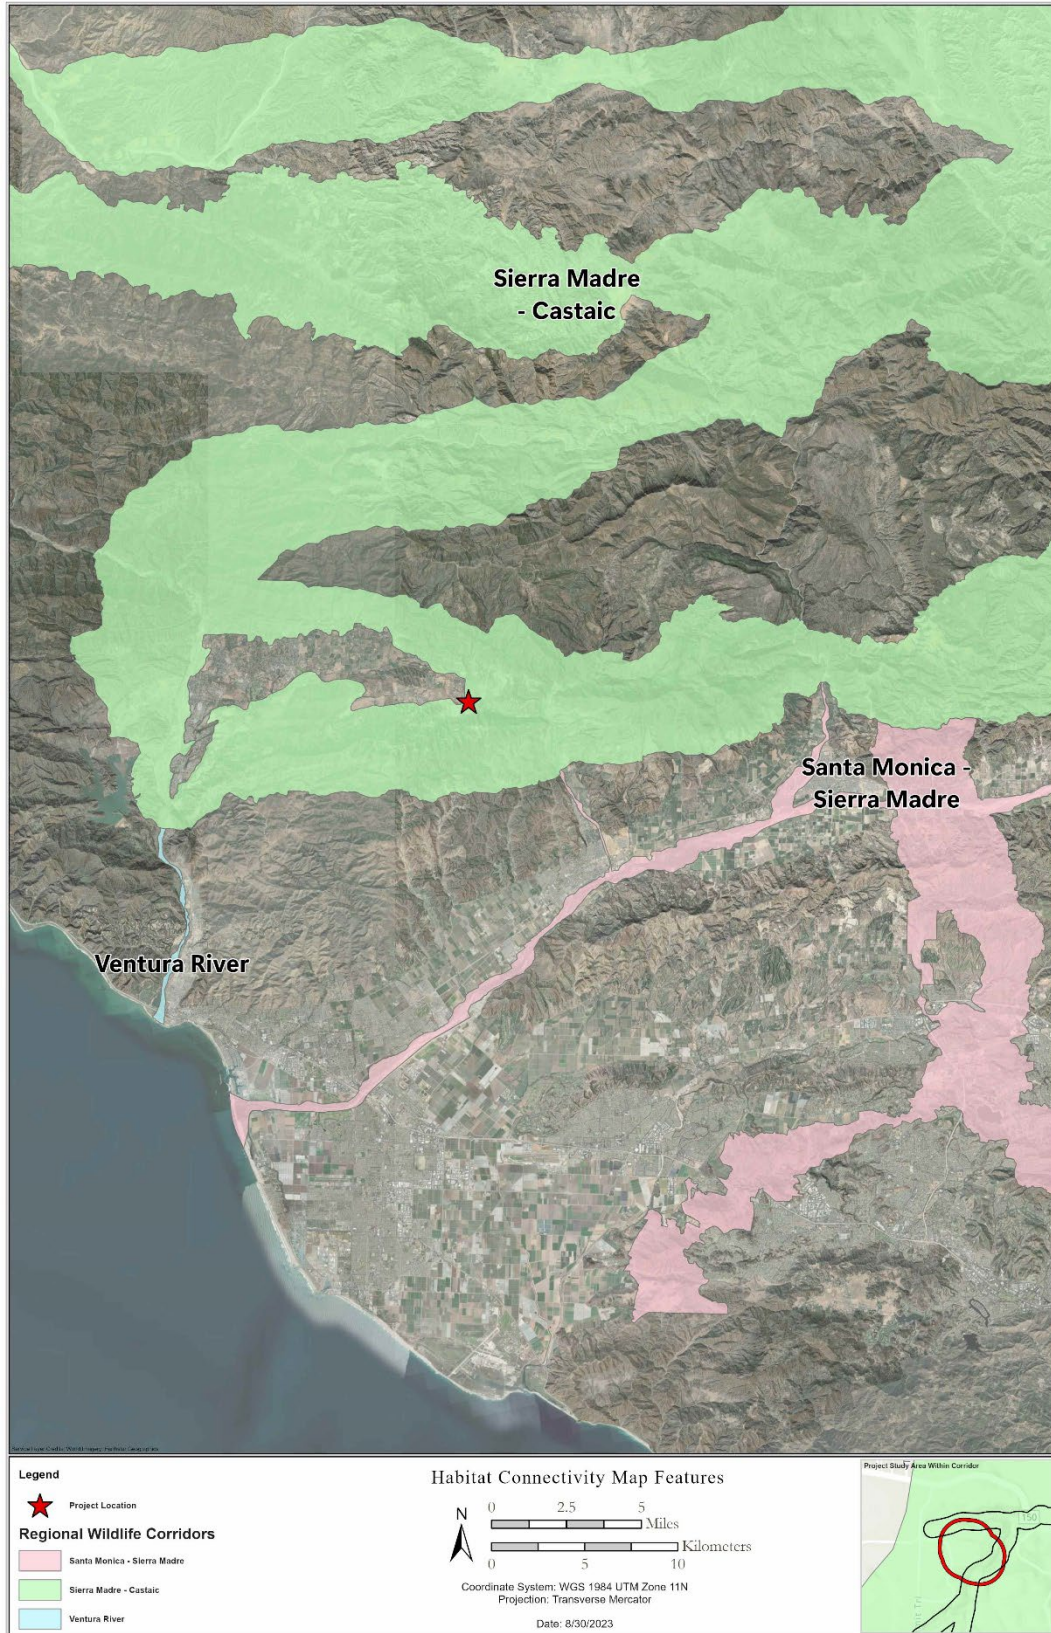 Sierra Madre
- Castaic
Santa Monica -
Sierra Madre
Ventura River
Legend
Project Location
Regional Wildlife Corridors
Santa Monica - Sierra Madre
Sierra Madre - Castaic
Ventura River
Habitat Connectivity Map Features
N
0 2.5 5
Miles
Kilometers
0 5 10
Coordinate System: WGS 1984 UTM Zone 11N
Projection: Transverse Mercator
Date: 8/30/2023
Project Study Area Within Corridor
150